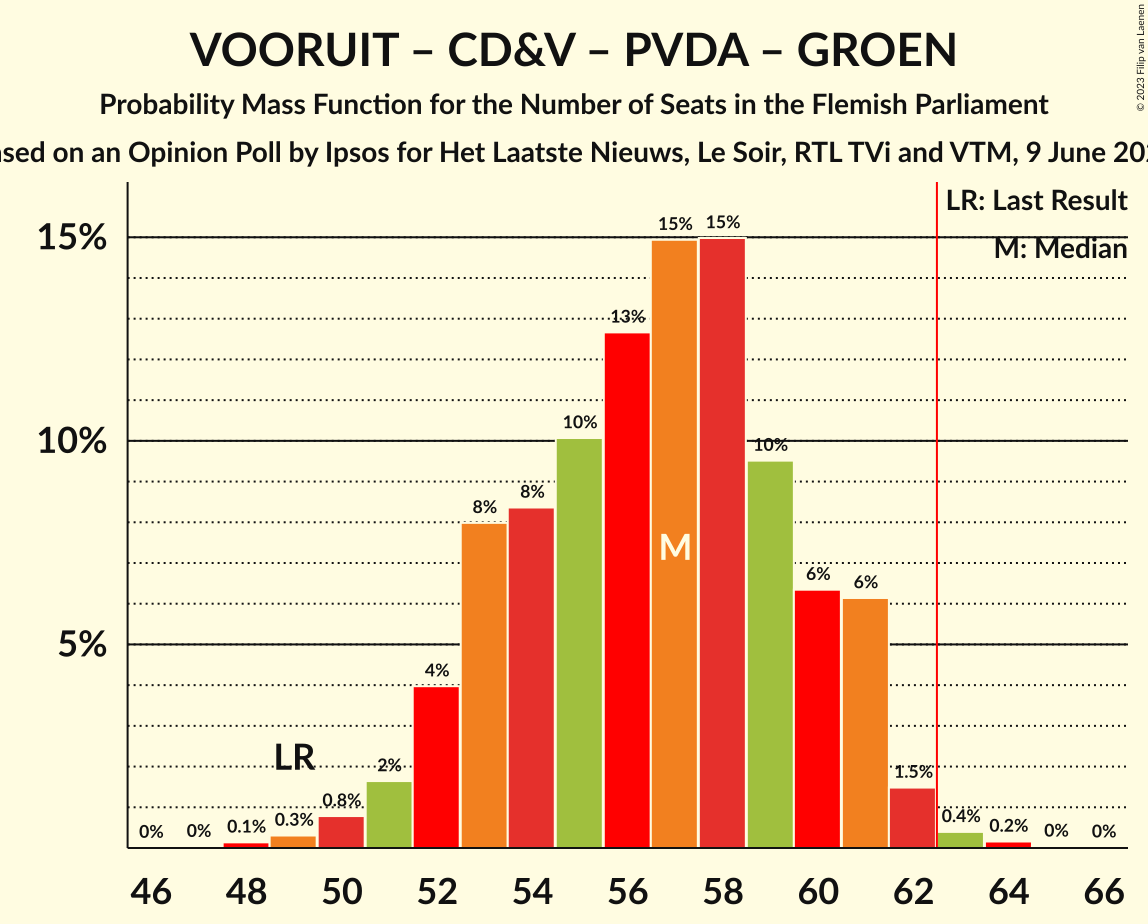 VOORUIT – CD&V – PVDA – GROEN
Probability Mass Function for the Number of Seats in the Flemish Parliament
on an Opinion Poll by Ipsos for Het Laatste Nieuws, Le Soir, RTL TVi and VTM, 9 June
© 2023 Filip van Laenen
LR: Last Result
M: Median
15%
10%
5%
0% 0% 0.1% 0.3% 0.8% 2% 4% 8% 8% 10% 13% 15% 15% 10% 6% 6% 1.5% 0.4% 0.2% 0% 0%
LR
M
46 48 50 52 54 56 58 60 62 64 66